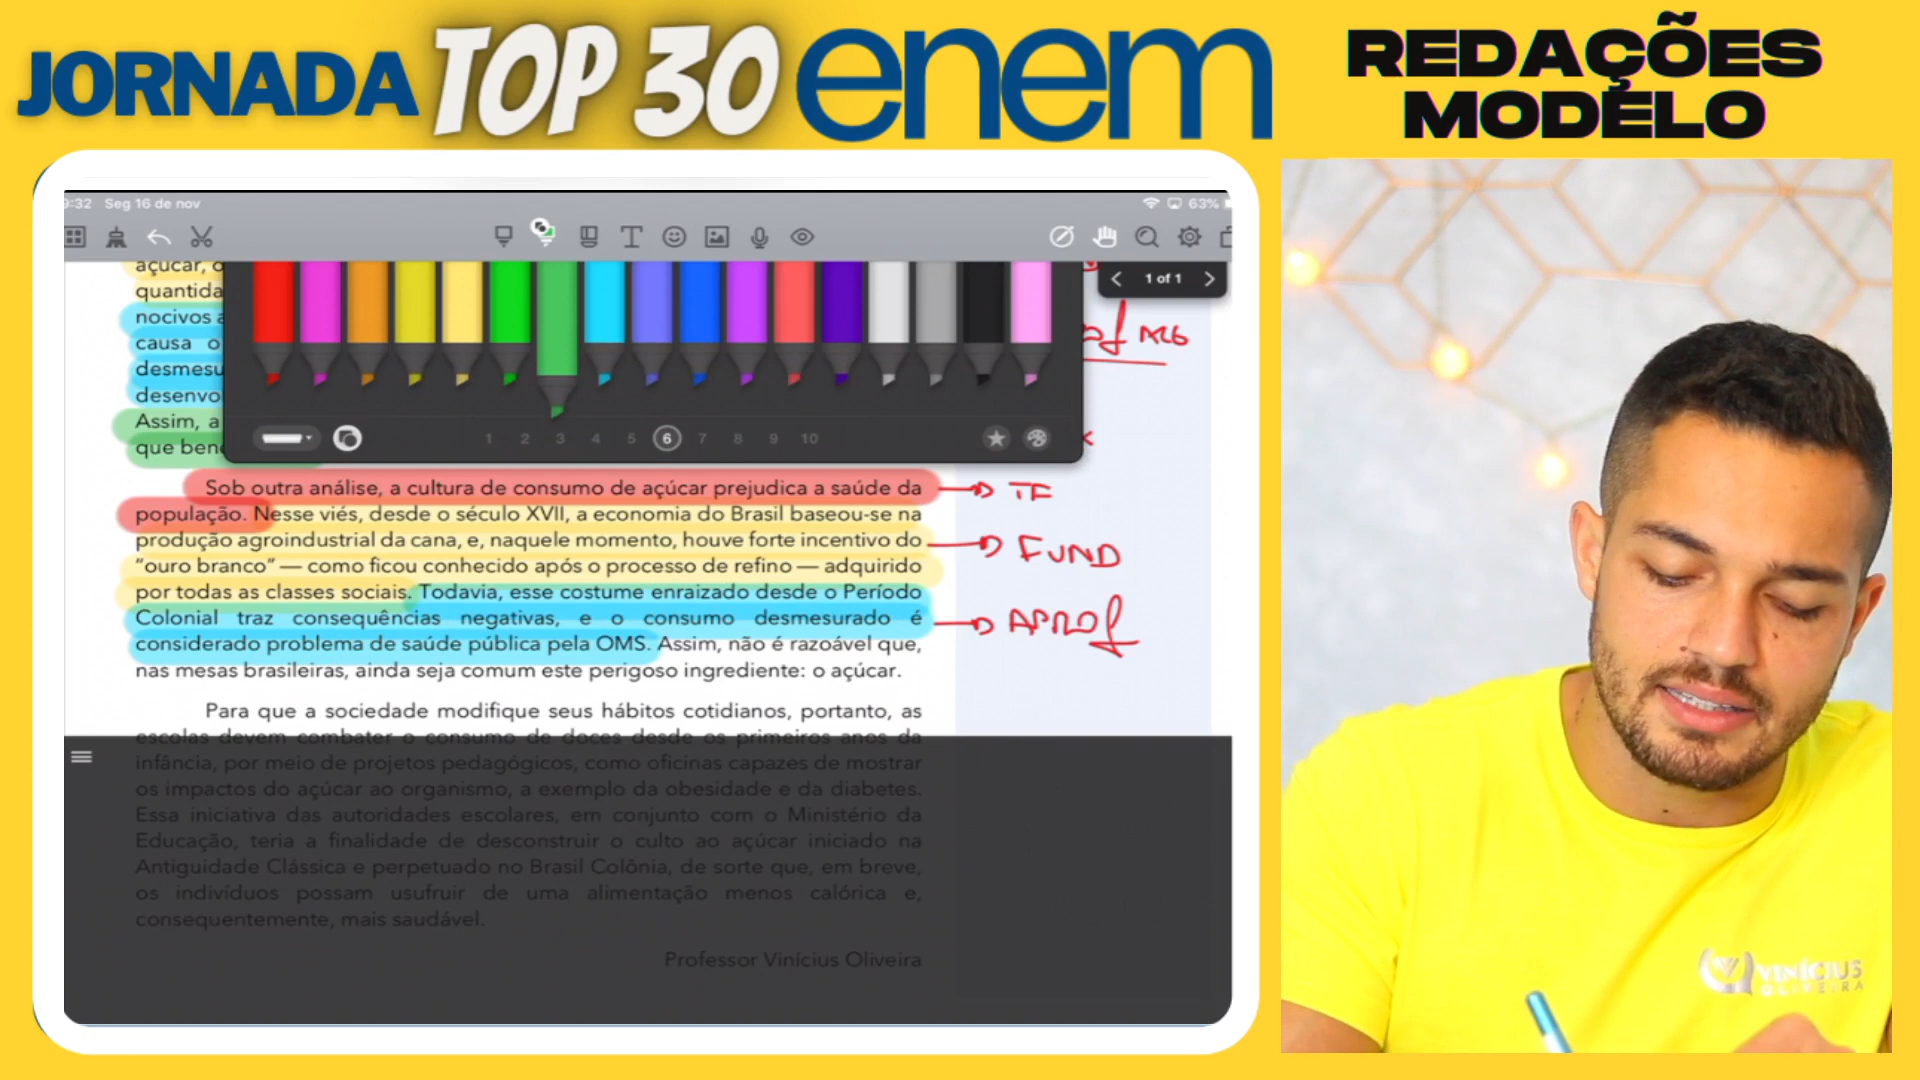 JORNADA TOP 30 enem
REDAÇÕES
MODELO
9:32 Seg 16 de nov
63%
T
1 of 1
açúcar, o
quantida
nocivos a
causa o
desmesu
desenvo
Assim, a
que bene
1 2 3 4 5 6 7 8 9 10
Sob outra análise, a cultura de consumo de açúcar prejudica a saúde da
população. Nesse viés, desde o século XVII, a economia do Brasil baseou-se na
produção agroindustrial da cana, e, naquele momento, houve forte incentivo do
“ouro branco” — como ficou conhecido após o processo de refino — adquirido
por todas as classes sociais. Todavia, esse costume enraizado desde o Período
Colonial traz consequências negativas, e o consumo desmesurado é
considerado problema de saúde pública pela OMS. Assim, não é razoável que,
nas mesas brasileiras, ainda seja comum este perigoso ingrediente: o açúcar.
TF
FUND
APROf
Para que a sociedade modifique seus hábitos cotidianos, portanto, as
escolas devem combater o consumo de doces desde os primeiros anos da
infância, por meio de projetos pedagógicos, como oficinas capazes de mostrar
os impactos do açúcar ao organismo, a exemplo da obesidade e da diabetes.
Essa iniciativa das autoridades escolares, em conjunto com o Ministério da
Educação, teria a finalidade de desconstruir o culto ao açúcar iniciado na
Antiguidade Clássica e perpetuado no Brasil Colônia, de sorte que, em breve,
os indivíduos possam usufruir de uma alimentação menos calórica e,
consequentemente, mais saudável.
Professor Vinícius Oliveira
VINÍCIUS
OLIVEIRA